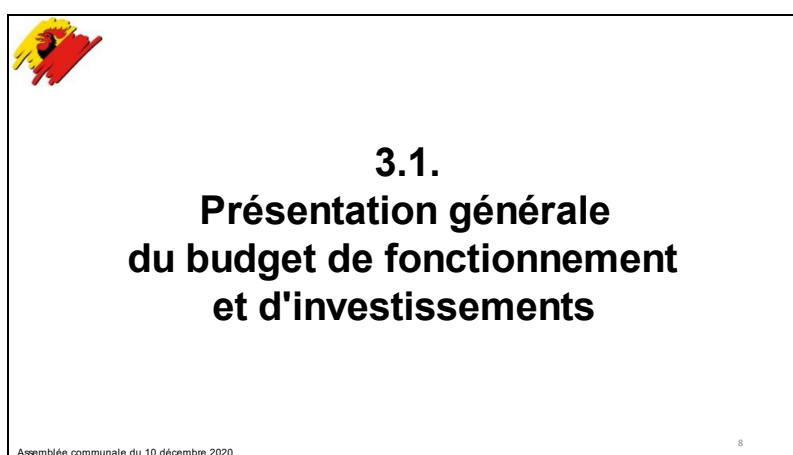 3.1.
Présentation générale
du budget de fonctionnement
et d'investissements
Assemblée communale du 10 décembre 2020
8